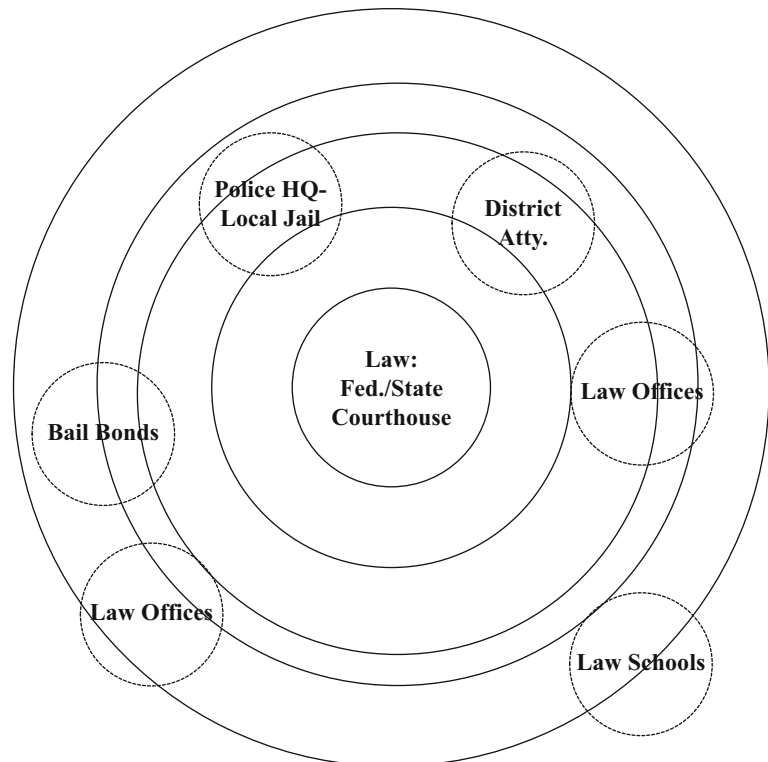 Police HQ-
Local Jail
District
Atty.
Law:
Fed./State
Courthouse
Law Offices
Bail Bonds
Law Offices
Law Schools